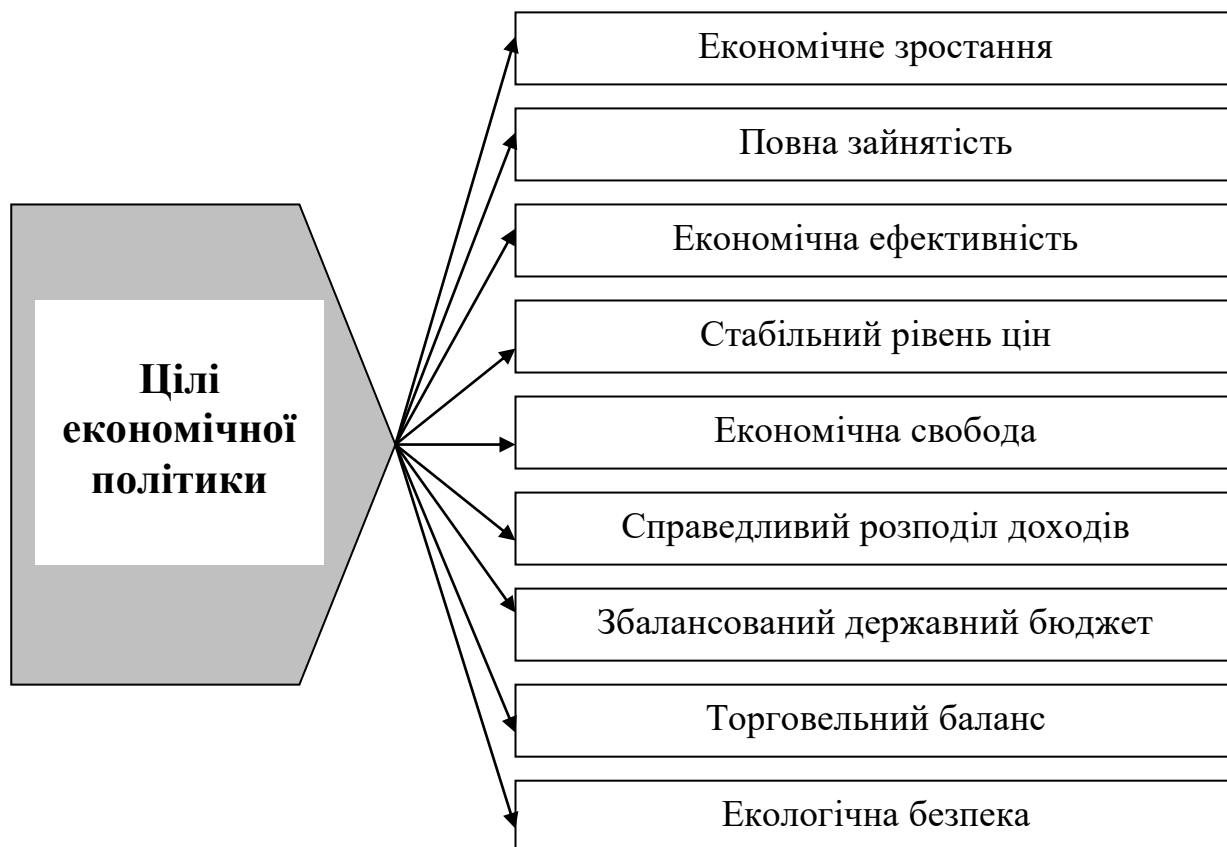 Економічне зростання
Повна зайнятість
Економічна ефективність
Стабільний рівень цін
Цілі
економічної
політики
Економічна свобода
Справедливий розподіл доходів
Збалансований державний бюджет
Торговельний баланс
Екологічна безпека